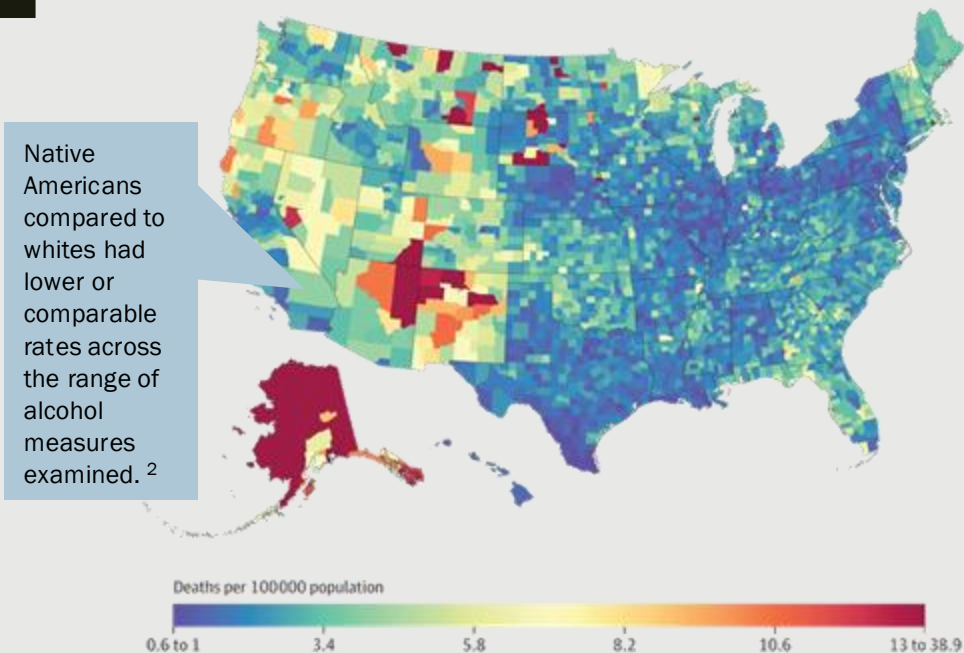 Native
Americans
compared to
whites had
lower or
comparable
rates across
the range of
alcohol
measures
examined. 2
Deaths per 100000 population
0.6 to 1 3.4 5.8 8.2 10.6 13 to 38.9